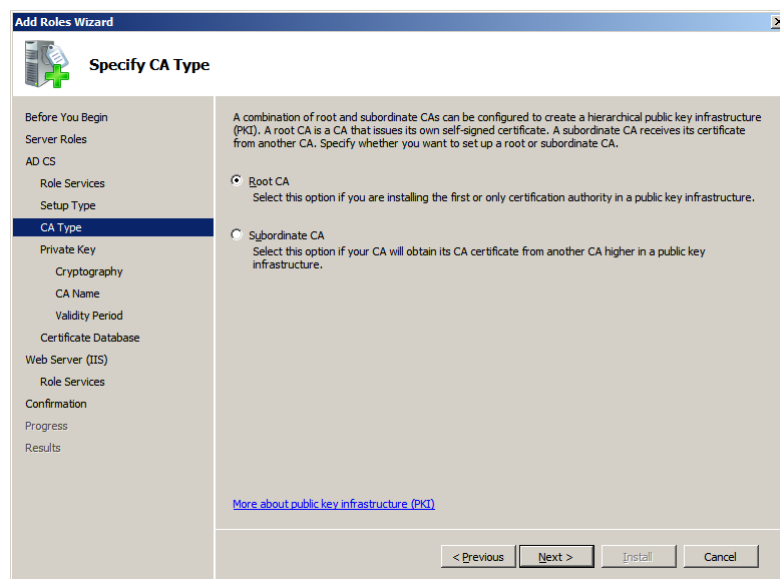 Add Roles Wizard
Specify CA Type
Before You Begin
Server Roles
AD CS
Role Services
Setup Type
CA Type
Private Key
Cryptography
CA Name
Validity Period
Certificate Database
Web Server (IIS)
Role Services
Confirmation
Progress
Results
A combination of root and subordinate CAs can be configured to create a hierarchical public key infrastructure
(PKI). A root CA is a CA that issues its own self-signed certificate. A subordinate CA receives its certificate
from another CA. Specify whether you want to set up a root or subordinate CA.
Root CA
Select this option if you are installing the first or only certification authority in a public key infrastructure.
Subordinate CA
Select this option if your CA will obtain its CA certificate from another CA higher in a public key
infrastructure.
More about public key infrastructure (PKI)
< Previous
Next >
Install
Cancel